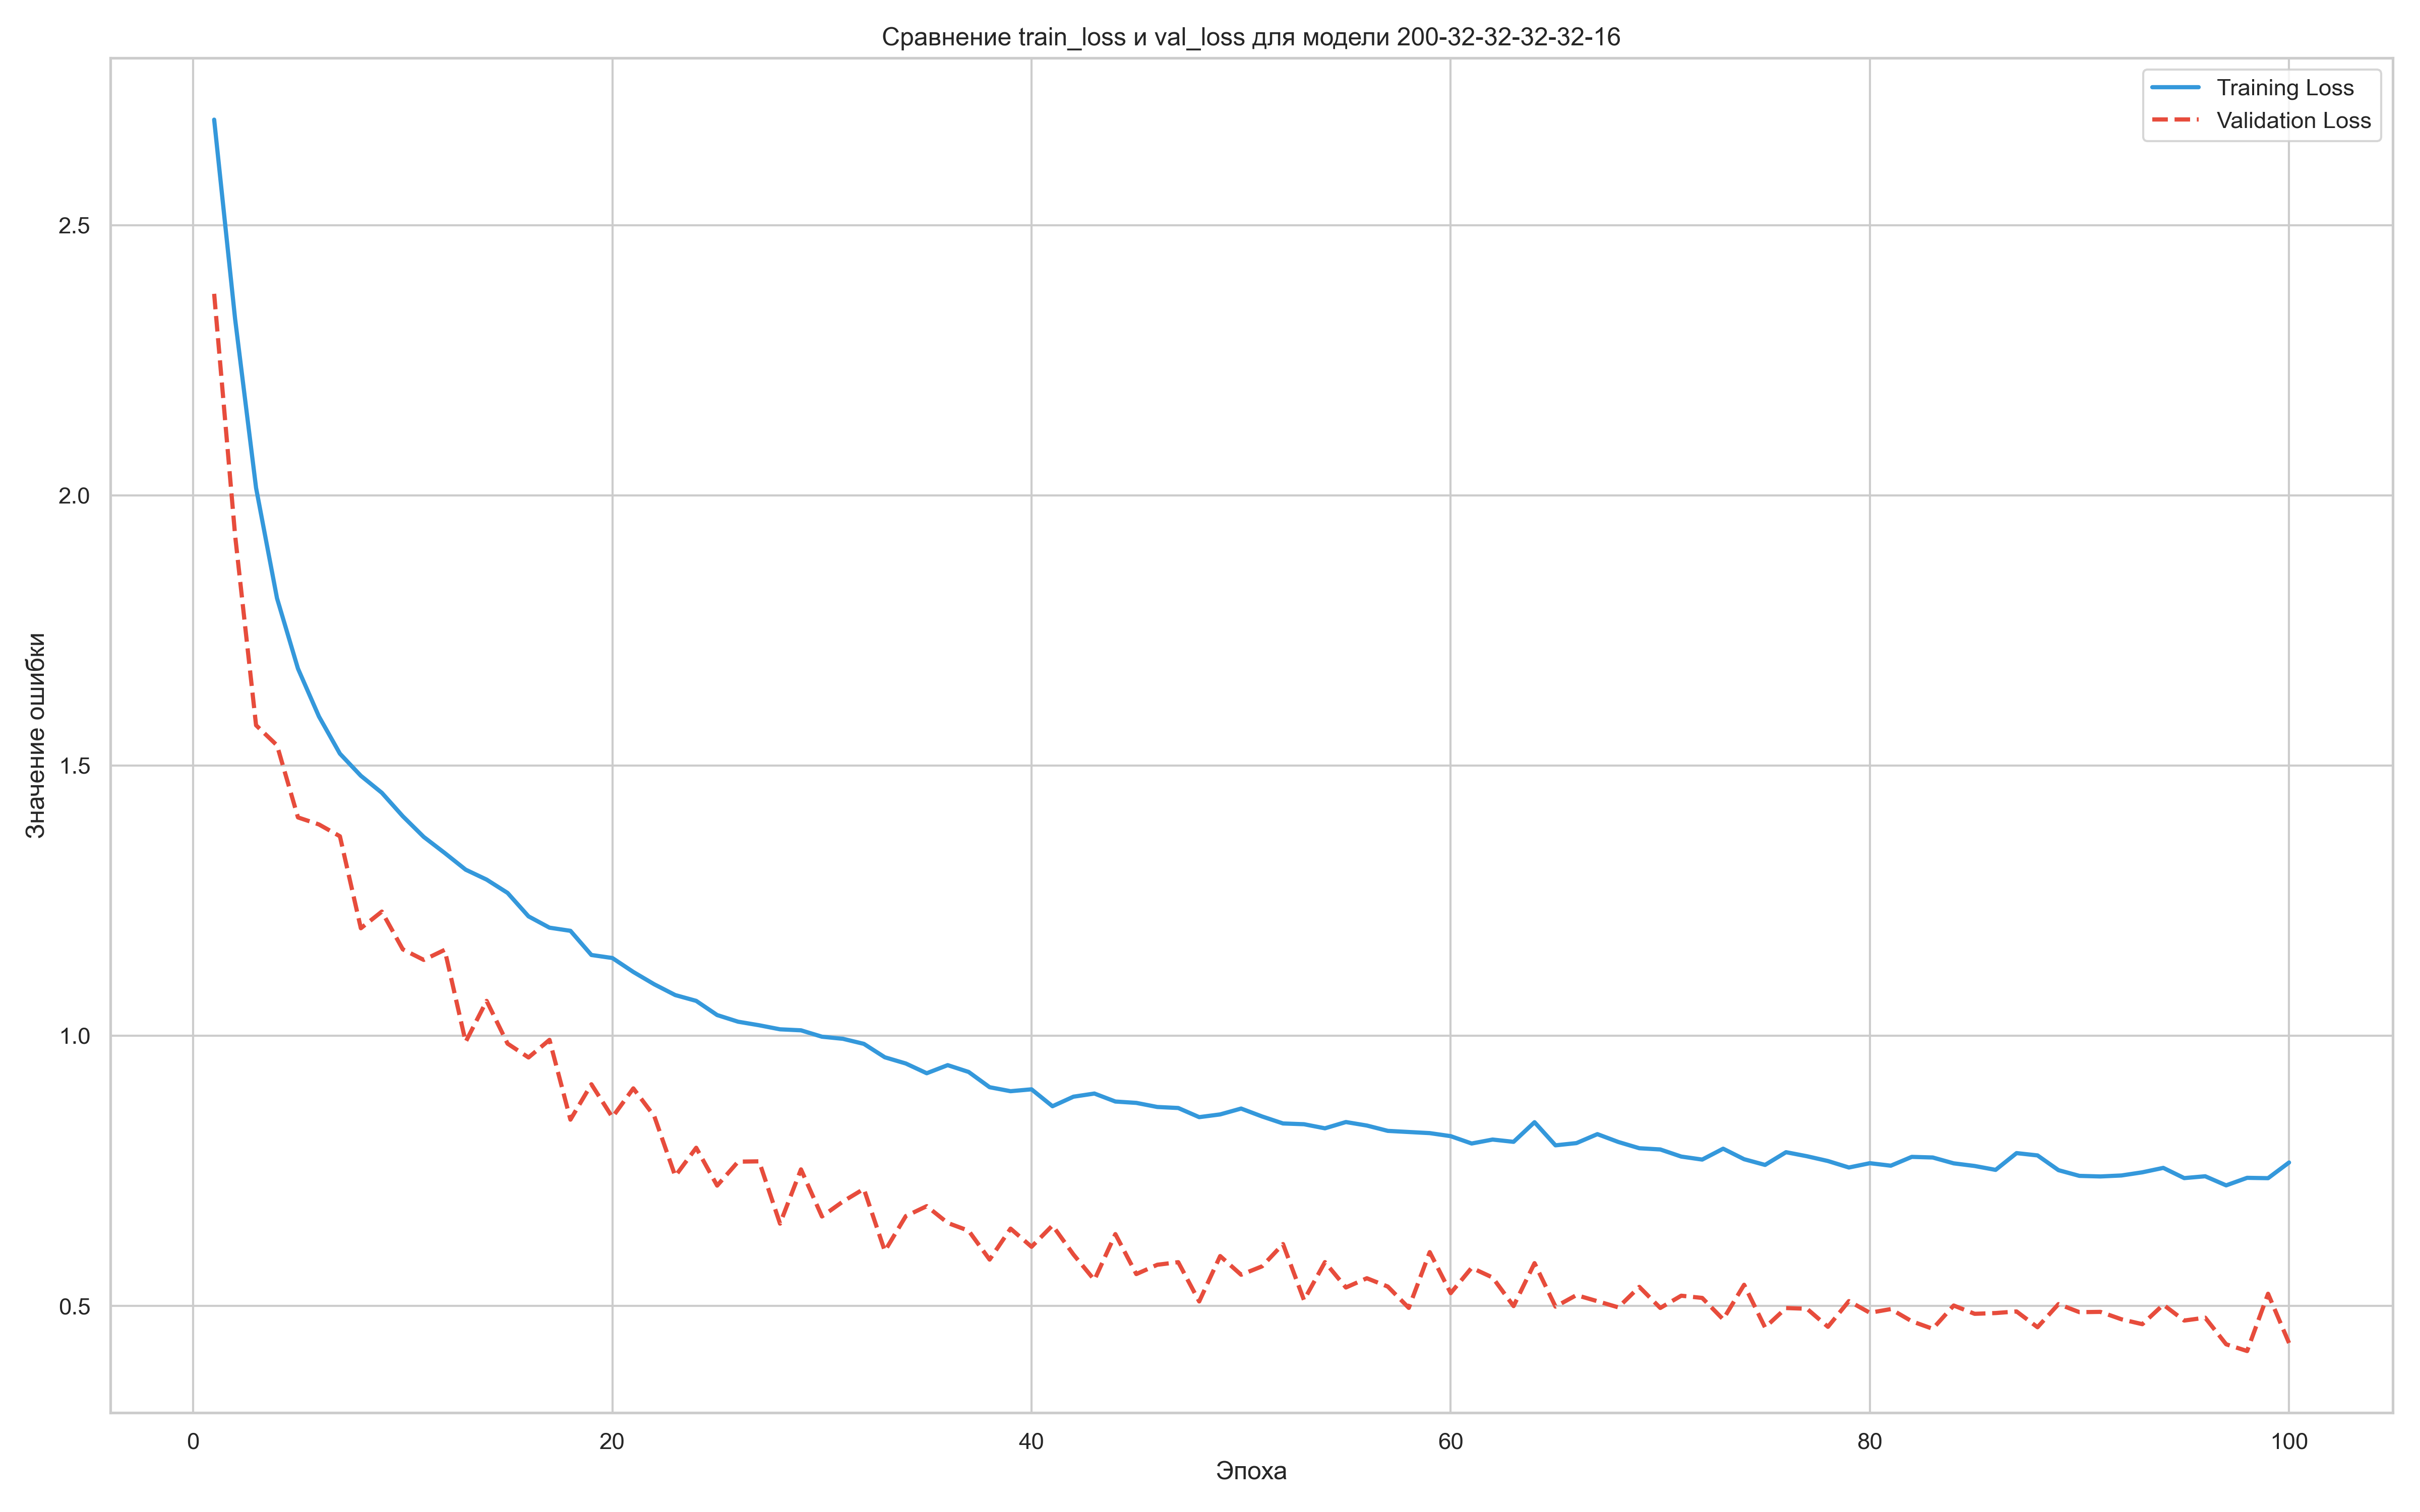 Сравнение train_loss и val_loss для модели 200-32-32-32-32-16
Training Loss
Validation Loss
Значение ошибки
2.5
2.0
1.5
1.0
0.5
0
20
40
60
80
100
Эпоха